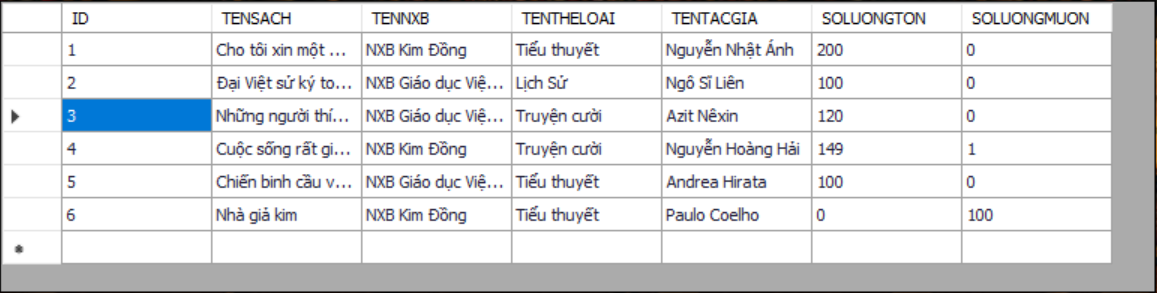 ID TENSACH TENNXB TENTHELOAI TENTACGIA SOLUONGTON SOLUONGMUON
1 Cho tôi xin một ... NXB Kim Đồng Tiểu thuyết Nguyễn Nhật Ánh 200 0
2 Đại Việt sử ký to... NXB Giáo dục Việ... Lịch Sử Ngô Sĩ Liên 100 0
3 Những người thí... NXB Giáo dục Việ... Truyện cười Azit Nêxin 120 0
4 Cuộc sống rất gi... NXB Kim Đồng Truyện cười Nguyễn Hoàng Hải 149 1
5 Chiến binh cầu v... NXB Giáo dục Việ... Tiểu thuyết Andrea Hirata 100 0
6 Nhà giả kim NXB Kim Đồng Tiểu thuyết Paulo Coelho 0 100